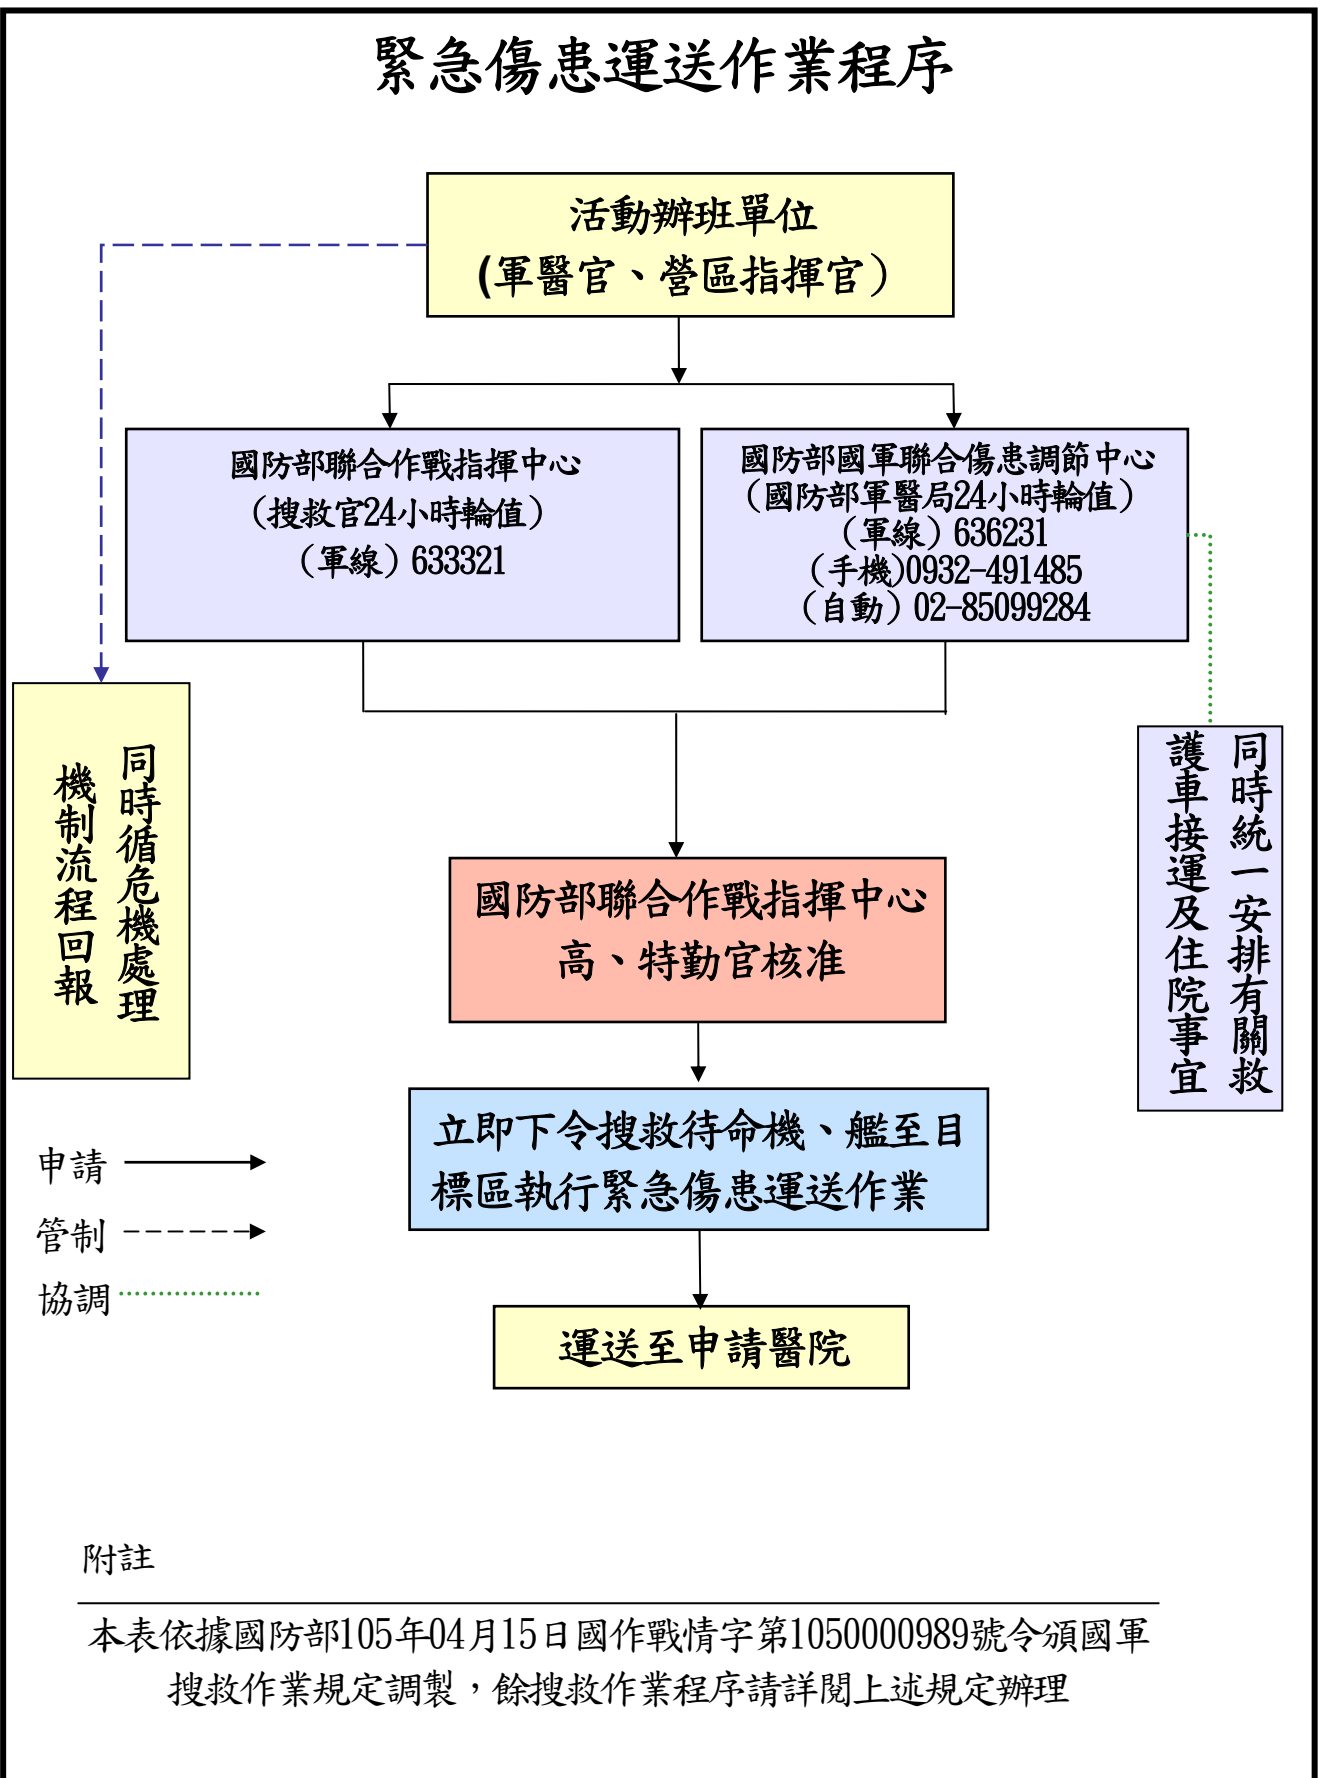 緊急傷患運送作業程序
活動辦班單位
(軍醫官、營區指揮官）
國防部聯合作戰指揮中心
（搜救官24小時輪值）
（軍線）633321
國防部國軍聯合傷患調節中心
（國防部軍醫局24小時輪值）
（軍線）636231
（手機)0932-491485
（自動）02-85099284
同時循危機處理
機制流程回報
同時統一安排有關救
護車接運及住院事宜
國防部聯合作戰指揮中心
高、特勤官核准
立即下令搜救待命機、艦至目
標區執行緊急傷患運送作業
運送至申請醫院
申請
管制
協調
附註
本表依據國防部105年04月15日國作戰情字第1050000989號令頒國軍
搜救作業規定調製，餘搜救作業程序請詳閱上述規定辦理